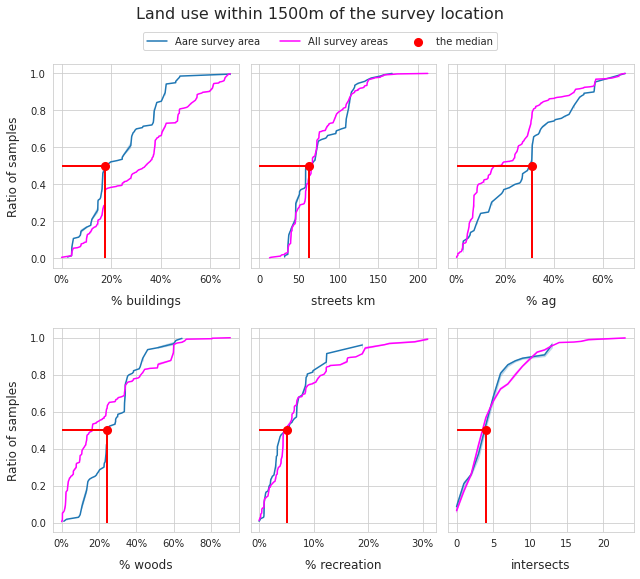 Land use within 1500m of the survey location
Aare survey area All survey areas the median
Ratio of samples
1.0
0.8
0.6
0.4
0.2
0.0
0% 20% 40% 60%
% buildings
0 50 100 150 200
streets km
0% 20% 40% 60%
% ag
Ratio of samples
1.0
0.8
0.6
0.4
0.2
0.0
0% 20% 40% 60% 80%
% woods
0% 10% 20% 30%
% recreation
0 5 10 15 20
intersects